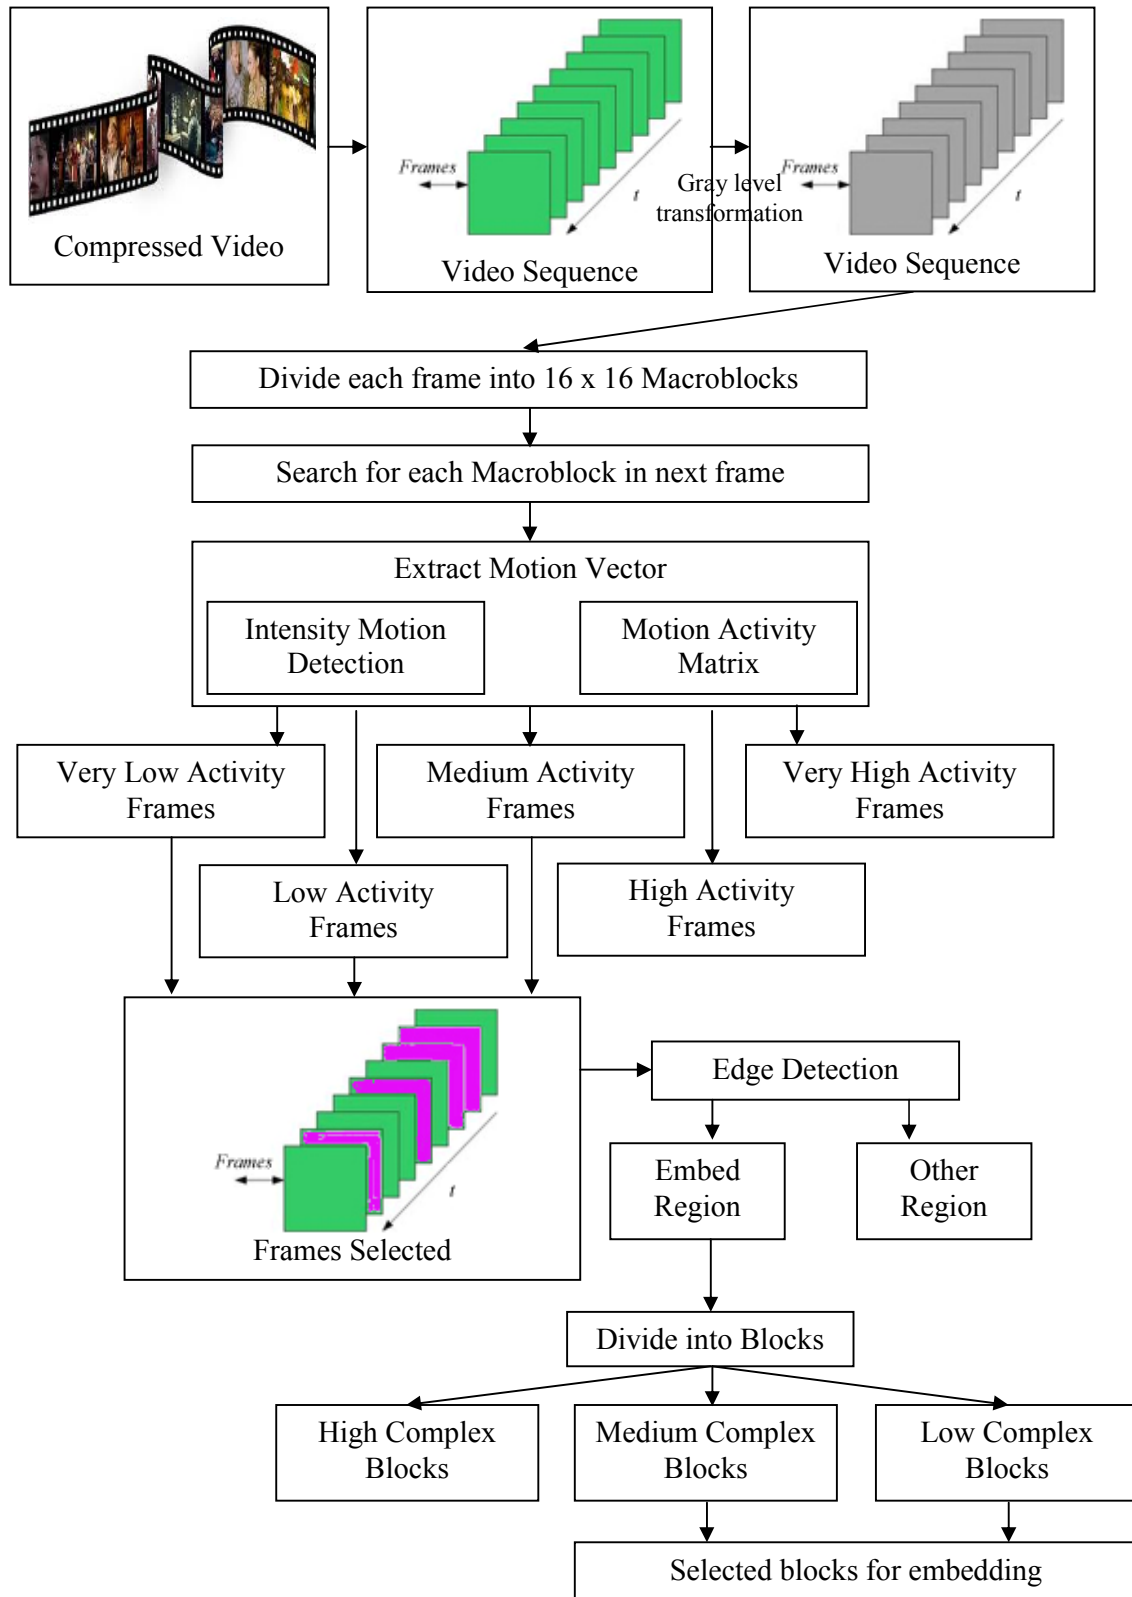 Compressed Video
Frames
t
Video Sequence
Gray level
transformation
Frames
t
Video Sequence
Divide each frame into 16 x 16 Macroblocks
Search for each Macroblock in next frame
Extract Motion Vector
Intensity Motion
Detection
Motion Activity
Matrix
Very Low Activity
Frames
Medium Activity
Frames
Very High Activity
Frames
Low Activity
Frames
High Activity
Frames
Frames
t
Frames Selected
Edge Detection
Embed
Region
Other
Region
Divide into Blocks
High Complex
Blocks
Medium Complex
Blocks
Low Complex
Blocks
Selected blocks for embedding